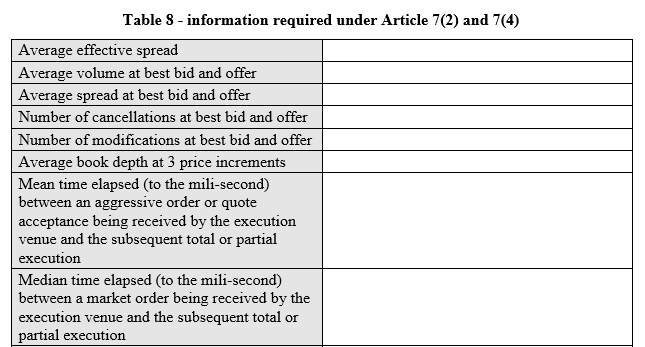 Table 8 - information required under Article 7(2) and 7(4)
Average effective spread
Average volume at best bid and offer
Average spread at best bid and offer
Number of cancellations at best bid and offer
Number of modifications at best bid and offer
Average book depth at 3 price increments
Mean time elapsed (to the mili-second)
between an aggressive order or quote
acceptance being received by the execution
venue and the subsequent total or partial
execution
Median time elapsed (to the mili-second)
between a market order being received by the
execution venue and the subsequent total or
partial execution